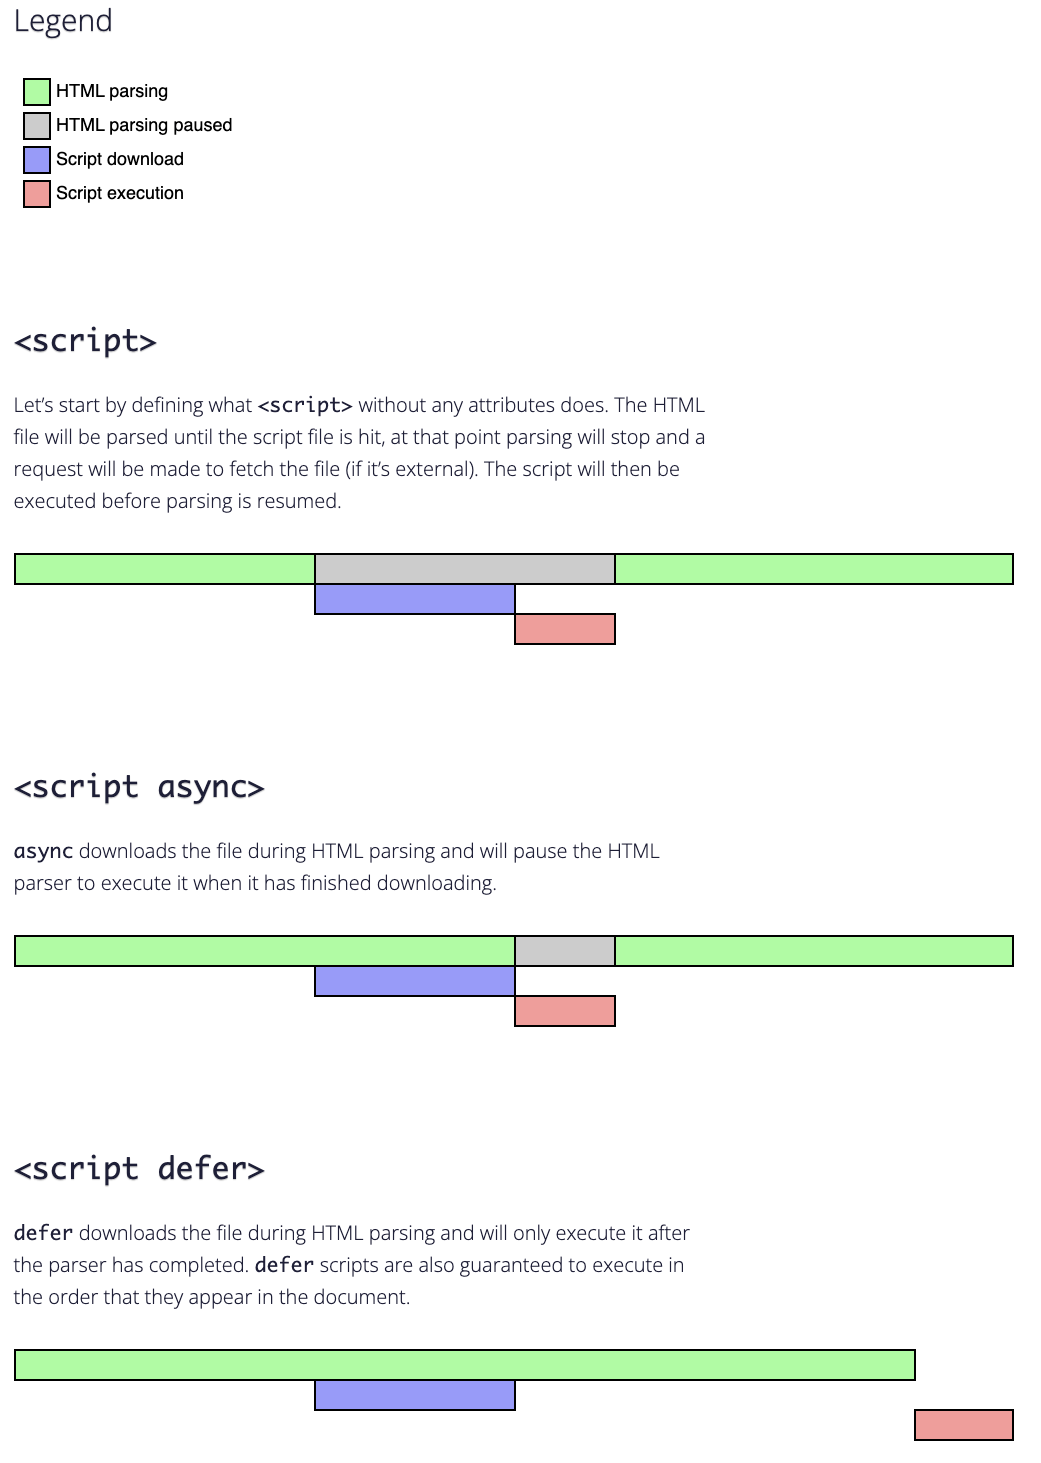 Legend
HTML parsing
HTML parsing paused
Script download
Script execution
<script>
Let’s start by defining what <script> without any attributes does. The HTML
file will be parsed until the script file is hit, at that point parsing will stop and a
request will be made to fetch the file (if it’s external). The script will then be
executed before parsing is resumed.
<script async>
async downloads the file during HTML parsing and will pause the HTML
parser to execute it when it has finished downloading.
<script defer>
defer downloads the file during HTML parsing and will only execute it after
the parser has completed. defer scripts are also guaranteed to execute in
the order that they appear in the document.